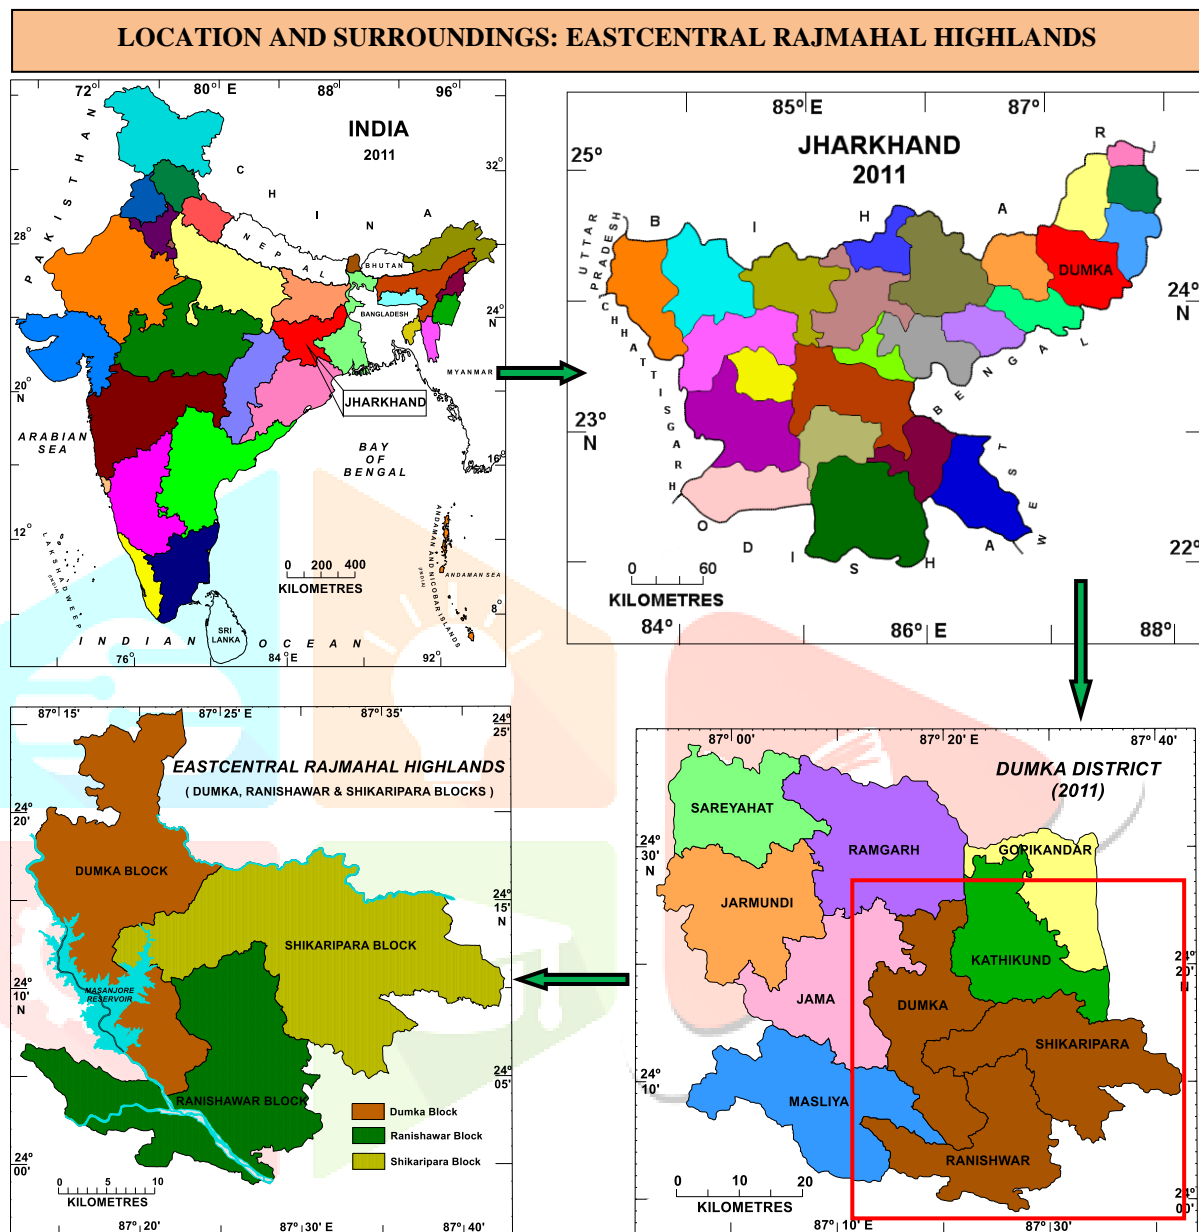 LOCATION AND SURROUNDINGS: EASTCENTRAL RAJMAHAL HIGHLANDS
72° 80° E 88° 96°
INDIA
2011
PAKISTHAN
CHINA
NEPAL
BHUTAN
BANGLADESH
MYANMAR
JHARKHAND
ARABIAN
SEA
BAY
OF
BENGAL
LAKSHADWEEP
(INDIA)
ANDAMAN AND NICOBAR ISLANDS
(INDIA)
ANDAMAN SEA
SRI
LANKA
INDIAN OCEAN
32°
28°
24°
N
20°
N
16°
12°
8°
0 200 400
KILOMETRES
76° 84° E 92°
85° E 87°
JHARKHAND
2011
25°
24°
N
23°
N
22°
BIHAR
UTTAR
PRADESH
CHHATTISGARH
ODISHA
WEST BENGAL
DUMKA
0 60
KILOMETRES
84° 86° E 88°
87° 15' 87° 25' E 87° 35'
EASTCENTRAL RAJMAHAL HIGHLANDS
( DUMKA, RANISHAWAR & SHIKARIPARA BLOCKS )
24°
25'
24°
20'
24°
15'
N
24°
10'
N
24°
05'
24°
00'
DUMKA BLOCK
SHIKARIPARA BLOCK
MASANJORE
RESERVOIR
RANISHAWAR BLOCK
Dumka Block
Ranishawar Block
Shikaripara Block
0 5 10
KILOMETRES
87° 20' 87° 30' E 87° 40'
87° 00' 87° 20' E 87° 40'
DUMKA DISTRICT
(2011)
24°
30'
N
24°
20'
N
24°
10'
24°
00'
SAREYAHAT
RAMGARH
GOPIKANDAR
JARMUNDI
KATHIKUND
JAMA
DUMKA
SHIKARIPARA
MASLIYA
RANISHWAR
0 10 20
KILOMETRES
87° 10' E 87° 30'